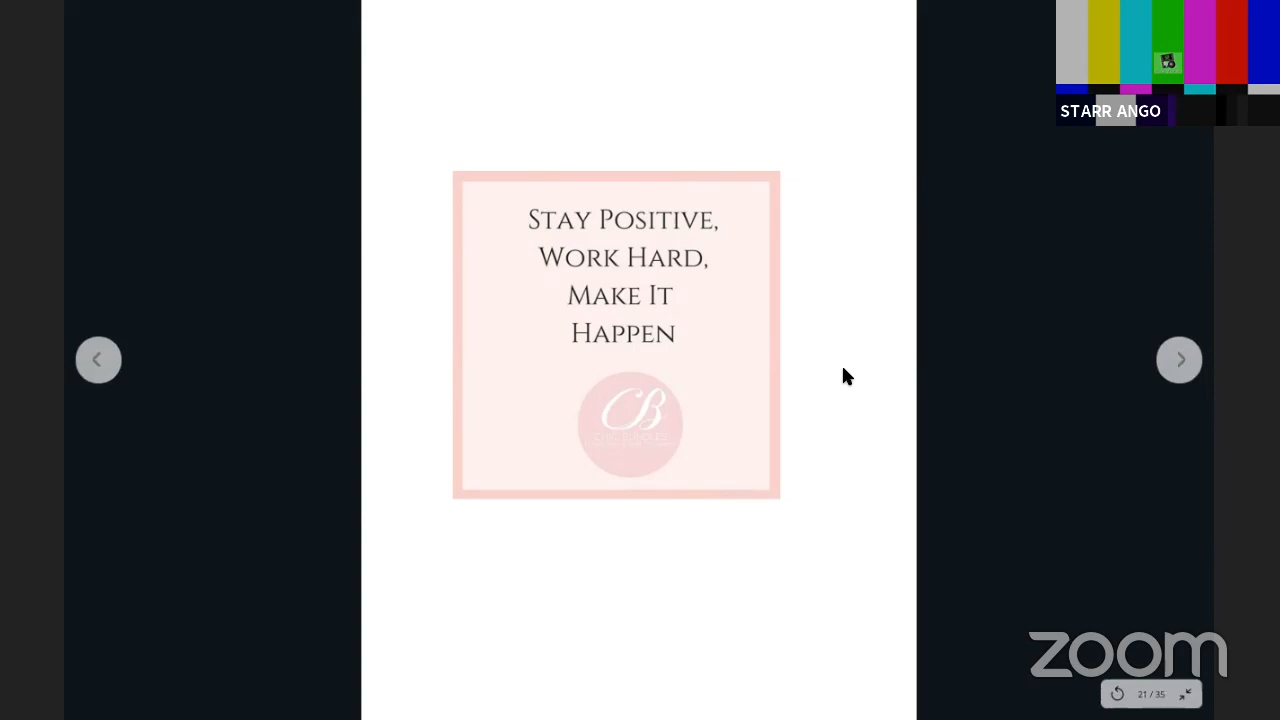 STARR ANGO
STAY POSITIVE,
WORK HARD,
MAKE IT
HAPPEN
CB
zoom
21 / 35